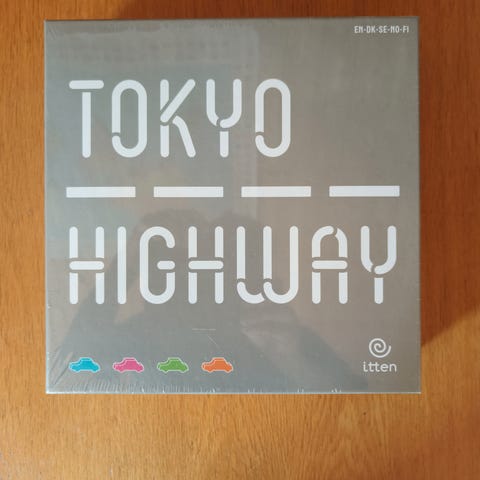 EN-DK-SE-NO-FI
TOKYO
HIGHWAY
itten